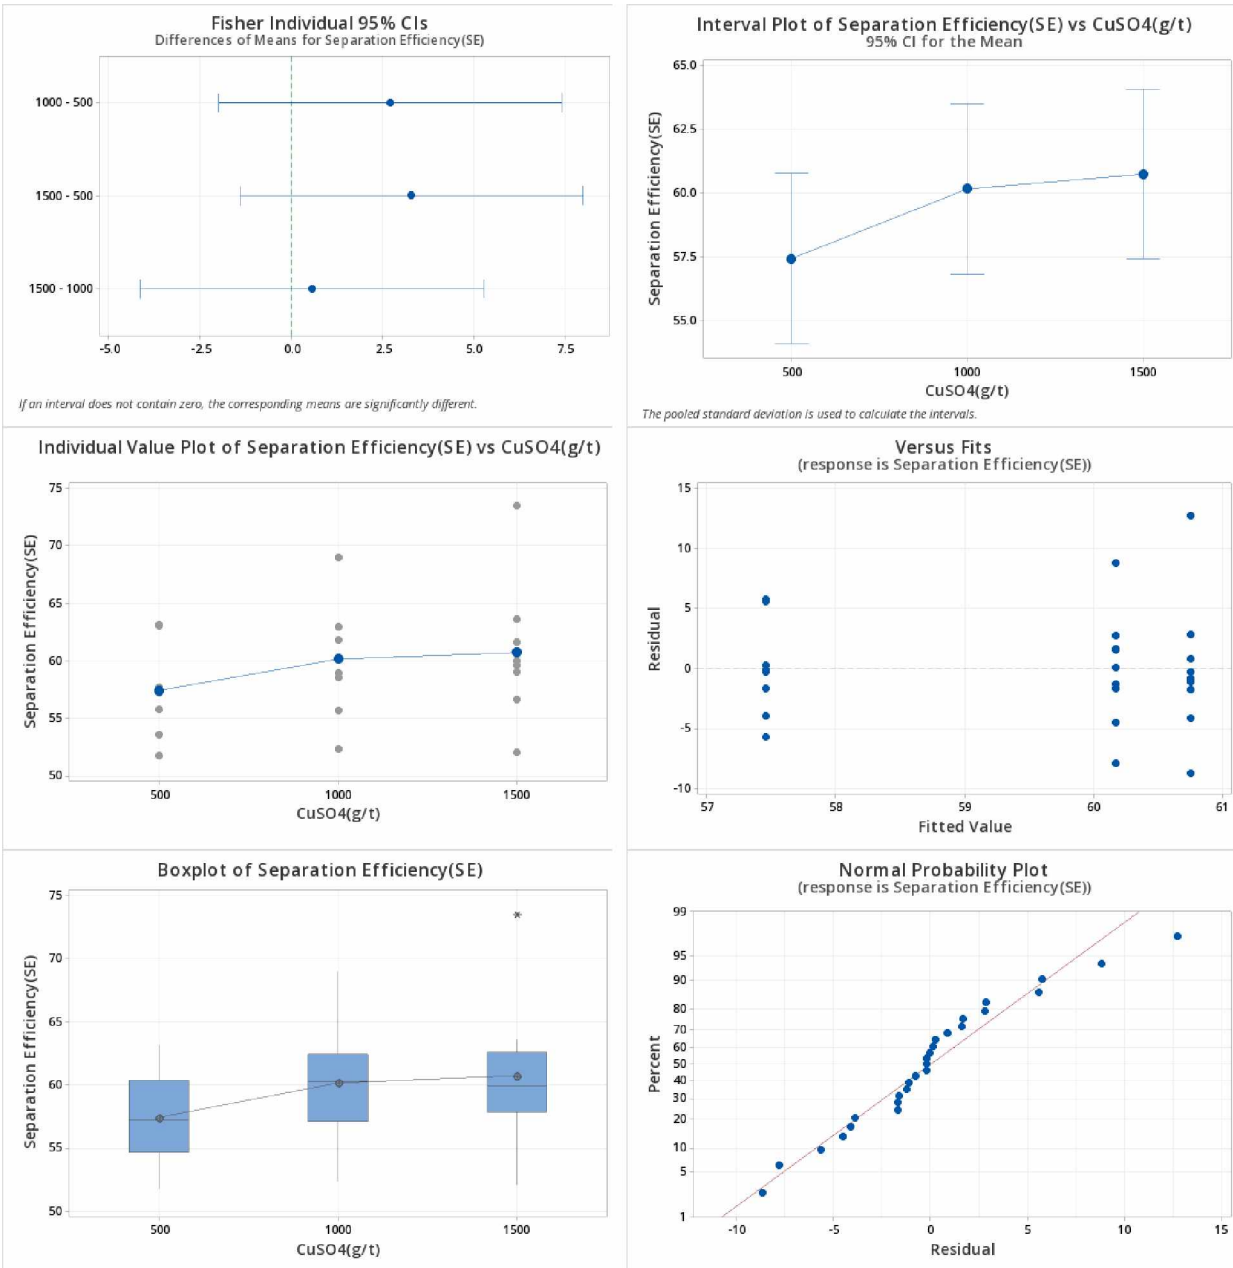 Fisher Individual 95% CIs
Differences of Means for Separation Efficiency(SE)
1000 - 500
1500 - 500
1500 - 1000
-5.0 -2.5 0.0 2.5 5.0 7.5
If an interval does not contain zero, the corresponding means are significantly different.
Interval Plot of Separation Efficiency(SE) vs CuSO4(g/t)
95% CI for the Mean
Separation Efficiency(SE)
65.0
62.5
60.0
57.5
55.0
500 1000 1500
CuSO4(g/t)
The pooled standard deviation is used to calculate the intervals.
Individual Value Plot of Separation Efficiency(SE) vs CuSO4(g/t)
Separation Efficiency(SE)
75
70
65
60
55
50
500 1000 1500
CuSO4(g/t)
Versus Fits
(response is Separation Efficiency(SE))
Residual
15
10
5
0
-5
-10
57 58 59 60 61
Fitted Value
Boxplot of Separation Efficiency(SE)
Separation Efficiency(SE)
75
70
65
60
55
50
500 1000 1500
CuSO4(g/t)
Normal Probability Plot
(response is Separation Efficiency(SE))
Percent
99
95
90
80
70
60
50
40
30
20
10
5
1
-10 -5 0 5 10 15
Residual